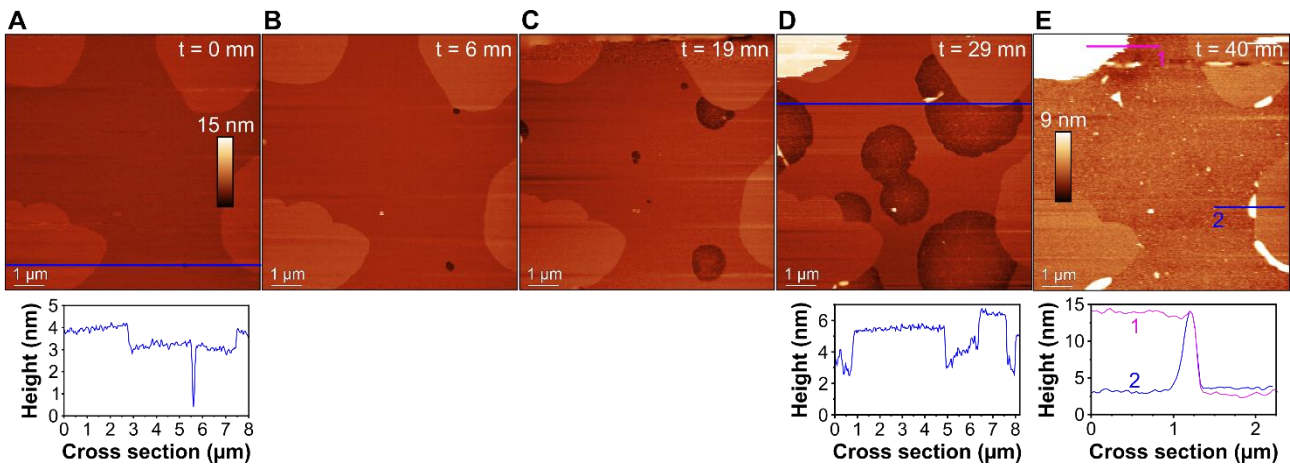 A
B
C
D
E
t = 0 mn
t = 6 mn
t = 19 mn
t = 29 mn
t = 40 mn
1
15 nm
9 nm
2
1 µm
1 µm
1 µm
1 µm
1 µm
Height (nm)
5
4
3
2
1
0
0 1 2 3 4 5 6 7 8
Cross section (µm)
Height (nm)
6
4
2
0
0 1 2 3 4 5 6 7 8
Cross section (µm)
Height (nm)
15
10
5
0
1
2
0 1 2
Cross section (µm)